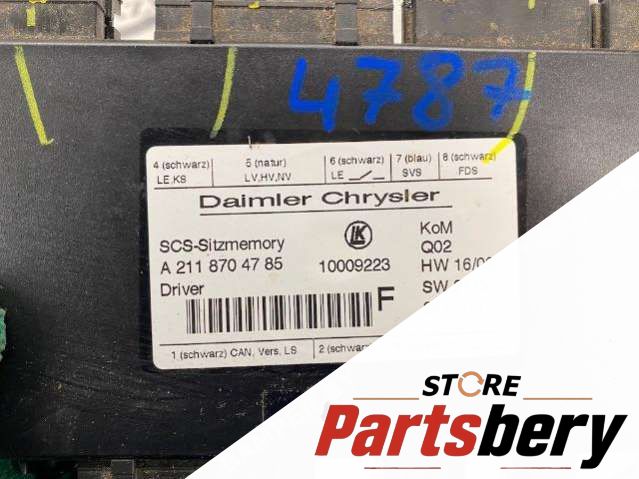 4787
4 (schwarz) 5 (natur) 6 (schwarz) 7 (blau) 8 (schwarz)
LE,KS LV,HV,NV LE SVS FDS
Daimler Chrysler
SCS-Sitzmemory LK KoM
A 211 870 47 85 10009223 Q02
Driver HW 16/0
F SW
1 (schwarz) CAN, Vers, LS 2 (schwarz)
STORE
Partsbery